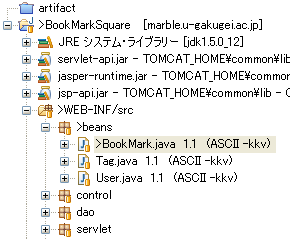 artifact
>BookMarkSquare [marble.u-gakugei.ac.jp]
JRE システム・ライブラリー [jdk1.5.0_12]
servlet-api.jar - TOMCAT_HOME¥common¥lib
jasper-runtime.jar - TOMCAT_HOME¥common¥
jsp-api.jar - TOMCAT_HOME¥common¥lib - C
>WEB-INF/src
>beans
>BookMark.java 1.1 (ASCII -kkv)
Tag.java 1.1 (ASCII -kkv)
User.java 1.1 (ASCII -kkv)
control
dao
servlet